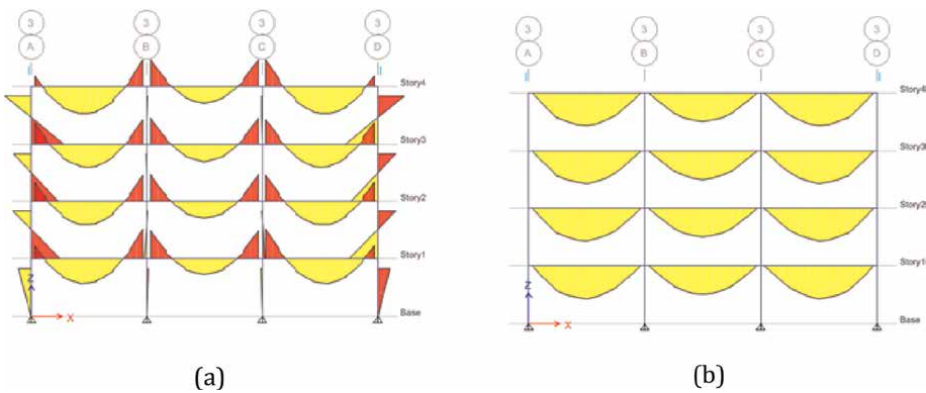 3 3 3 3
A B C D
Story4
Story3
Story2
Story1
Z
X
Base
(a)
3 3 3 3
A B C D
Story4
Story3
Story2
Story1
Z
X
Base
(b)